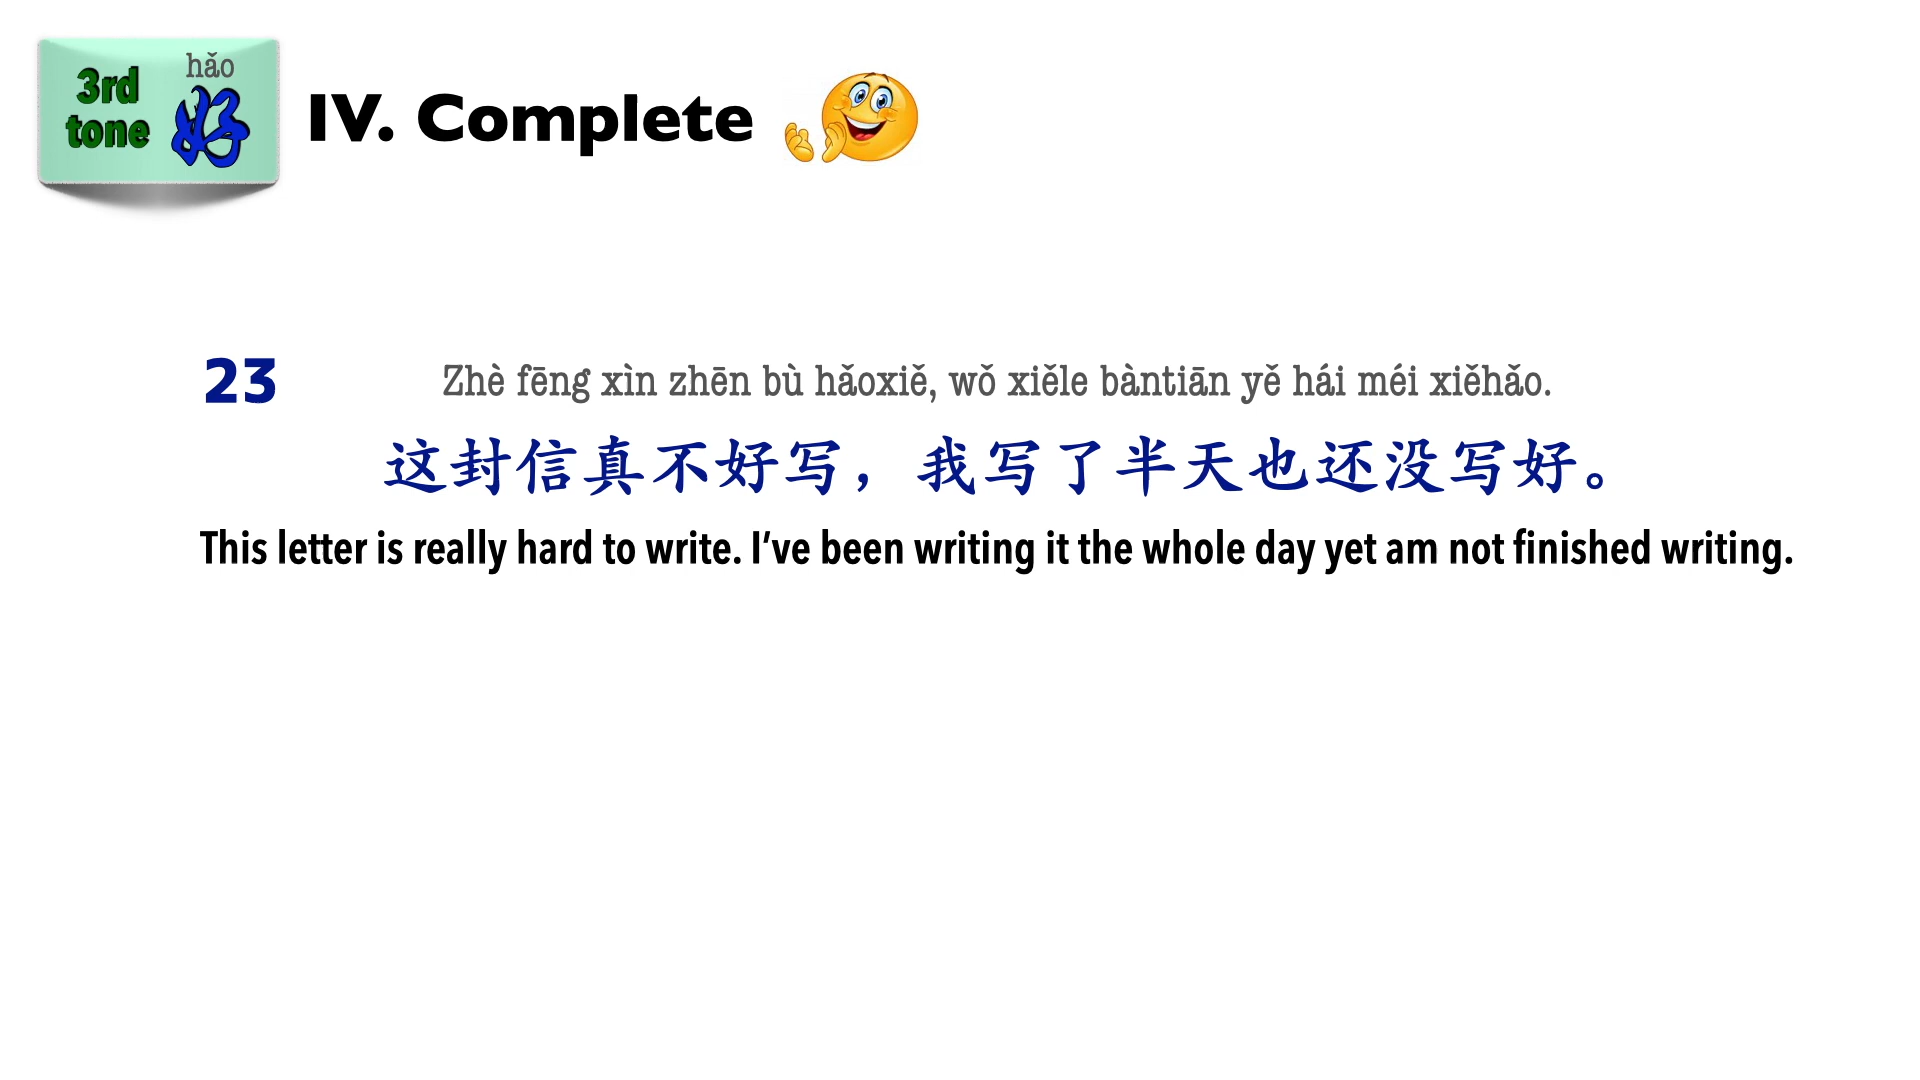 3rd
tone
hǎo
好
IV. Complete
23
Zhè fēng xìn zhēn bù hǎoxiě, wǒ xiěle bàntiān yě hái méi xiěhǎo.
这封信真不好写，我写了半天也还没写好。
This letter is really hard to write. I’ve been writing it the whole day yet am not finished writing.